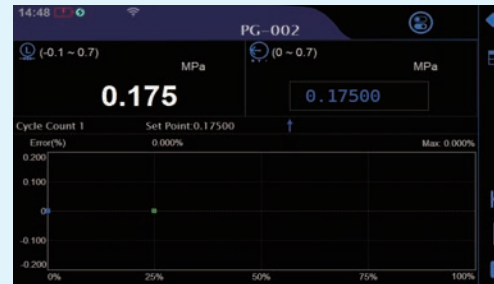 14:48
PG-002
(-0.1 ~ 0.7)
MPa
0.175
(0 ~ 0.7)
MPa
0.17500
Cycle Count 1 Set Point:0.17500
Error(%) 0.000% Max: 0.000%
0.200
0.100
0
-0.100
-0.200
0% 25% 50% 75% 100%